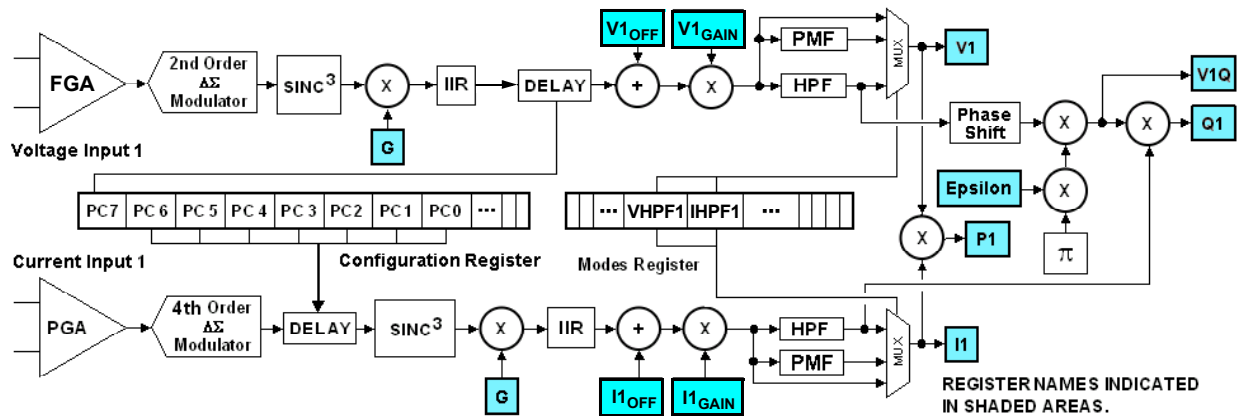 V1OFF
V1GAIN
FGA
2nd Order
ΔΣ
Modulator
SINC3
X
IIR
DELAY
+
X
PMF
HPF
MUX
V1
V1Q
Phase
Shift
X
X
Q1
G
Voltage Input 1
Epsilon
X
π
PC7 PC 6 PC 5 PC 4 PC 3 PC2 PC1 PC0 ...
... VHPF1 IHPF1 ...
X
P1
Current Input 1
Configuration Register
Modes Register
PGA
4th Order
ΔΣ
Modulator
DELAY
SINC3
X
IIR
+
X
HPF
PMF
MUX
I1
G
I1OFF
I1GAIN
REGISTER NAMES INDICATED
IN SHADED AREAS.